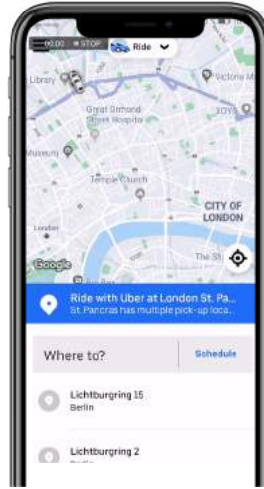 00:00 STOP
Ride
Library
Victoria M
Great Ormond
Street Hospital
Museum
Temple Church
CITY OF
LONDON
London
The St
Google
Ride with Uber at London St. Pa...
St. Pancras has multiple pick-up loca...
Where to?
Schedule
Lichtburgring 15
Berlin
Lichtburgring 2